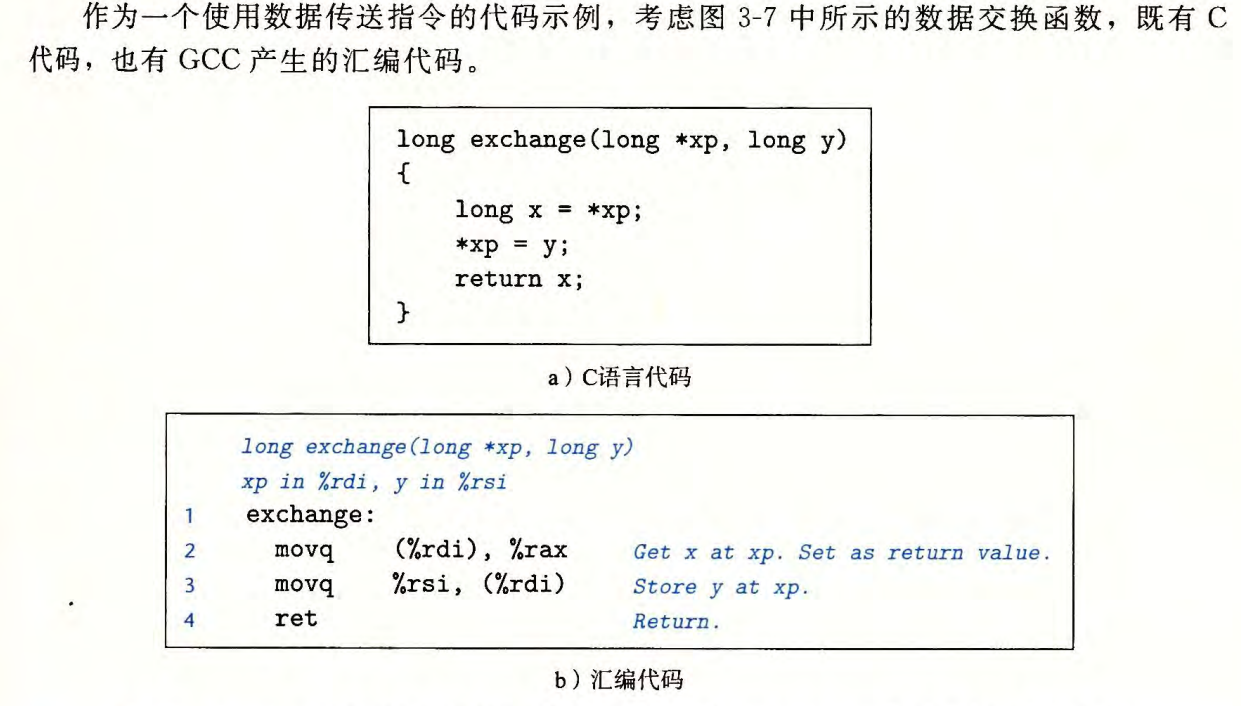 作为一个使用数据传送指令的代码示例，考虑图 3-7 中所示的数据交换函数，既有 C
代码，也有 GCC 产生的汇编代码。
long exchange(long *xp, long y)
{
    long x = *xp;
    *xp = y;
    return x;
}
a）C语言代码
long exchange(long *xp, long y)
xp in %rdi, y in %rsi
1 exchange:
2 movq (%rdi), %rax Get x at xp. Set as return value.
3 movq %rsi, (%rdi) Store y at xp.
4 ret Return.
b）汇编代码